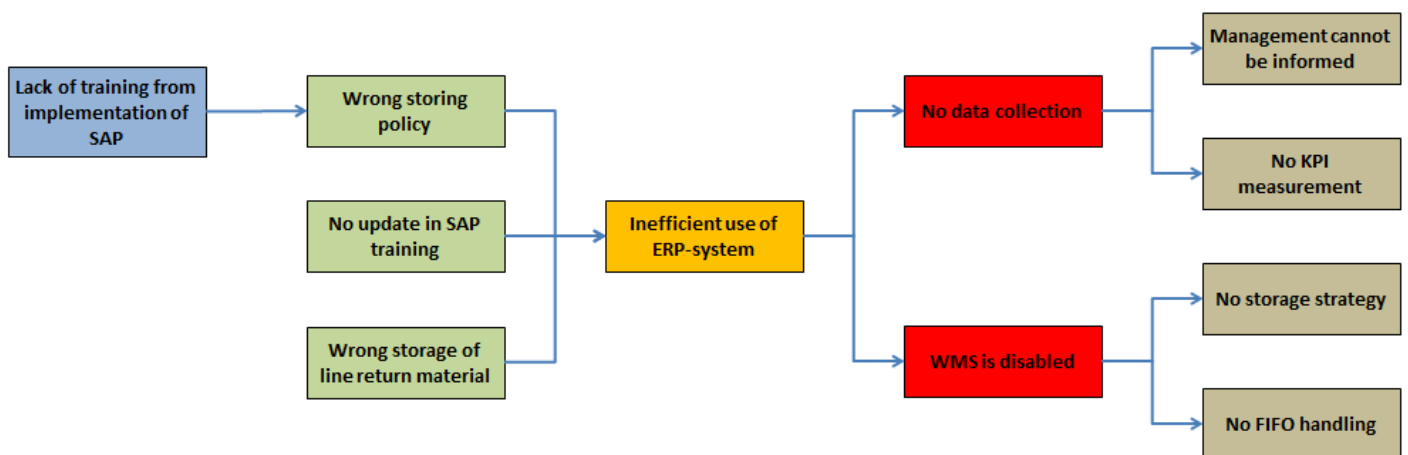 Lack of training from
implementation of
SAP
Wrong storing
policy
No update in SAP
training
Wrong storage of
line return material
Inefficient use of
ERP-system
No data collection
WMS is disabled
Management cannot
be informed
No KPI
measurement
No storage strategy
No FIFO handling